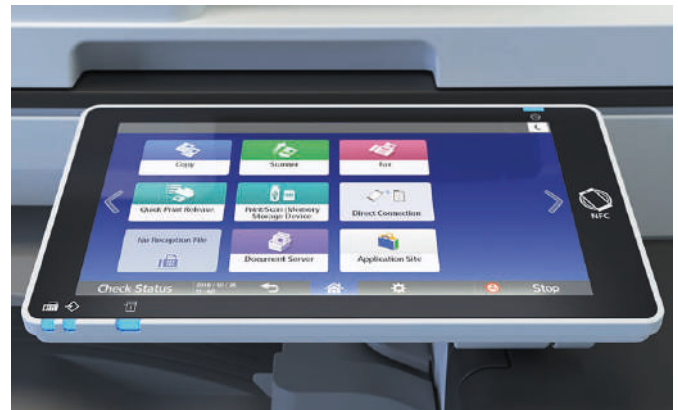 Copy
Scanner
Fax
Quick Print Release
Print/Scan (Memory
Storage Device
Direct Connection
NFC
No Reception File
Document Server
Application Site
Check Status
Stop